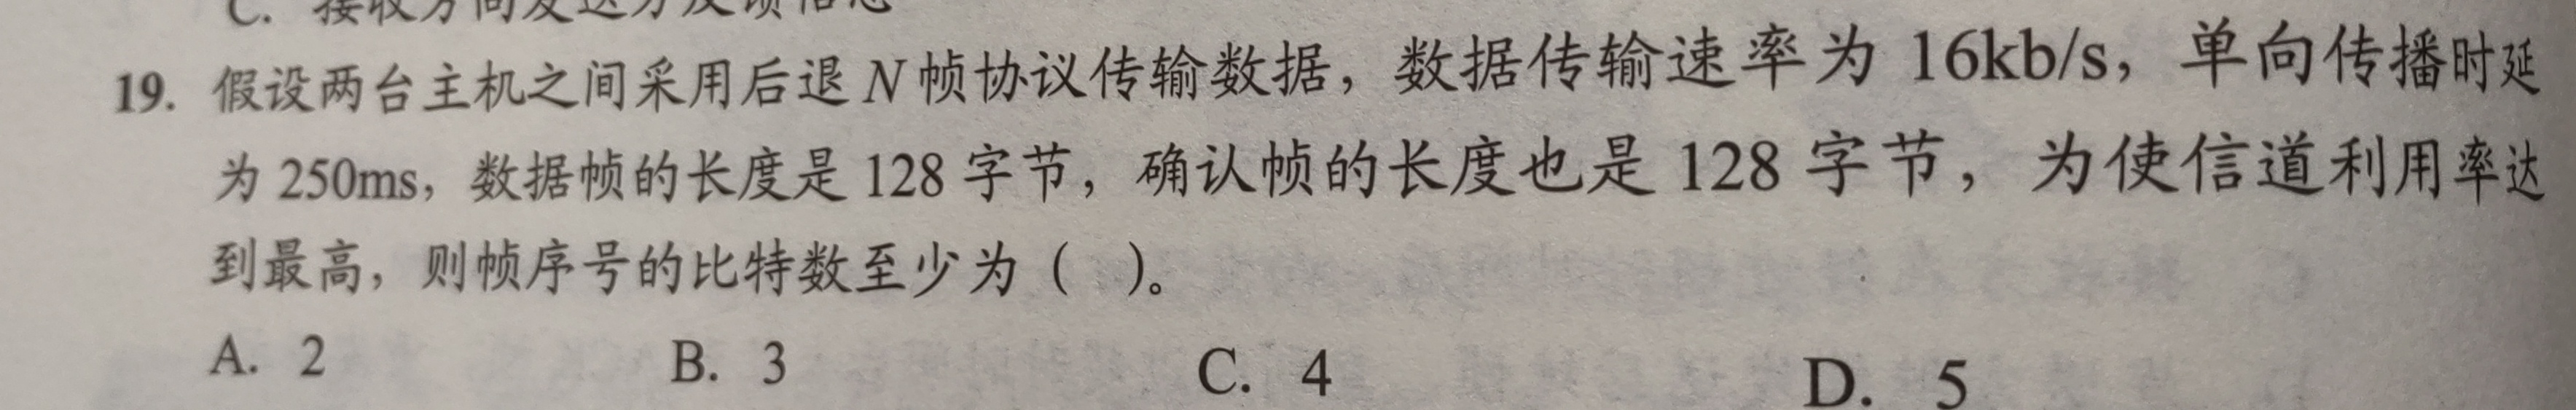 C. 接收方向发送方反馈信息
19. 假设两台主机之间采用后退 N 帧协议传输数据，数据传输速率为 16kb/s，单向传播时延
为 250ms，数据帧的长度是 128 字节，确认帧的长度也是 128 字节，为使信道利用率达
到最高，则帧序号的比特数至少为（ ）。
A. 2 B. 3 C. 4 D. 5